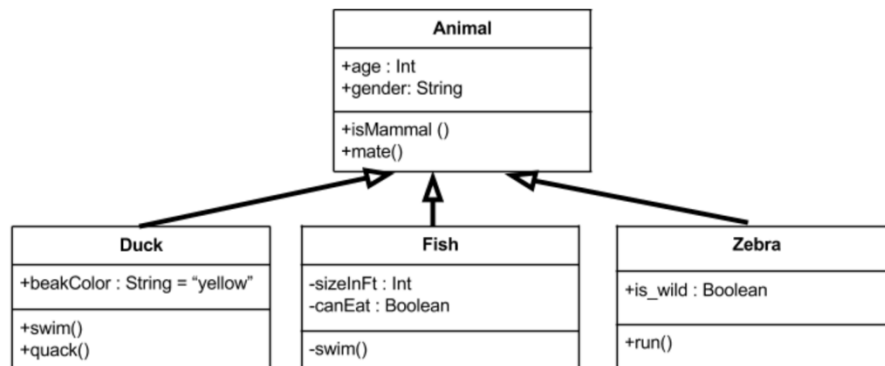 Animal
+age : Int
+gender: String
+isMammal ()
+mate()
Duck
+beakColor : String = “yellow”
+swim()
+quack()
Fish
-sizeInFt : Int
-canEat : Boolean
-swim()
Zebra
+is_wild : Boolean
+run()